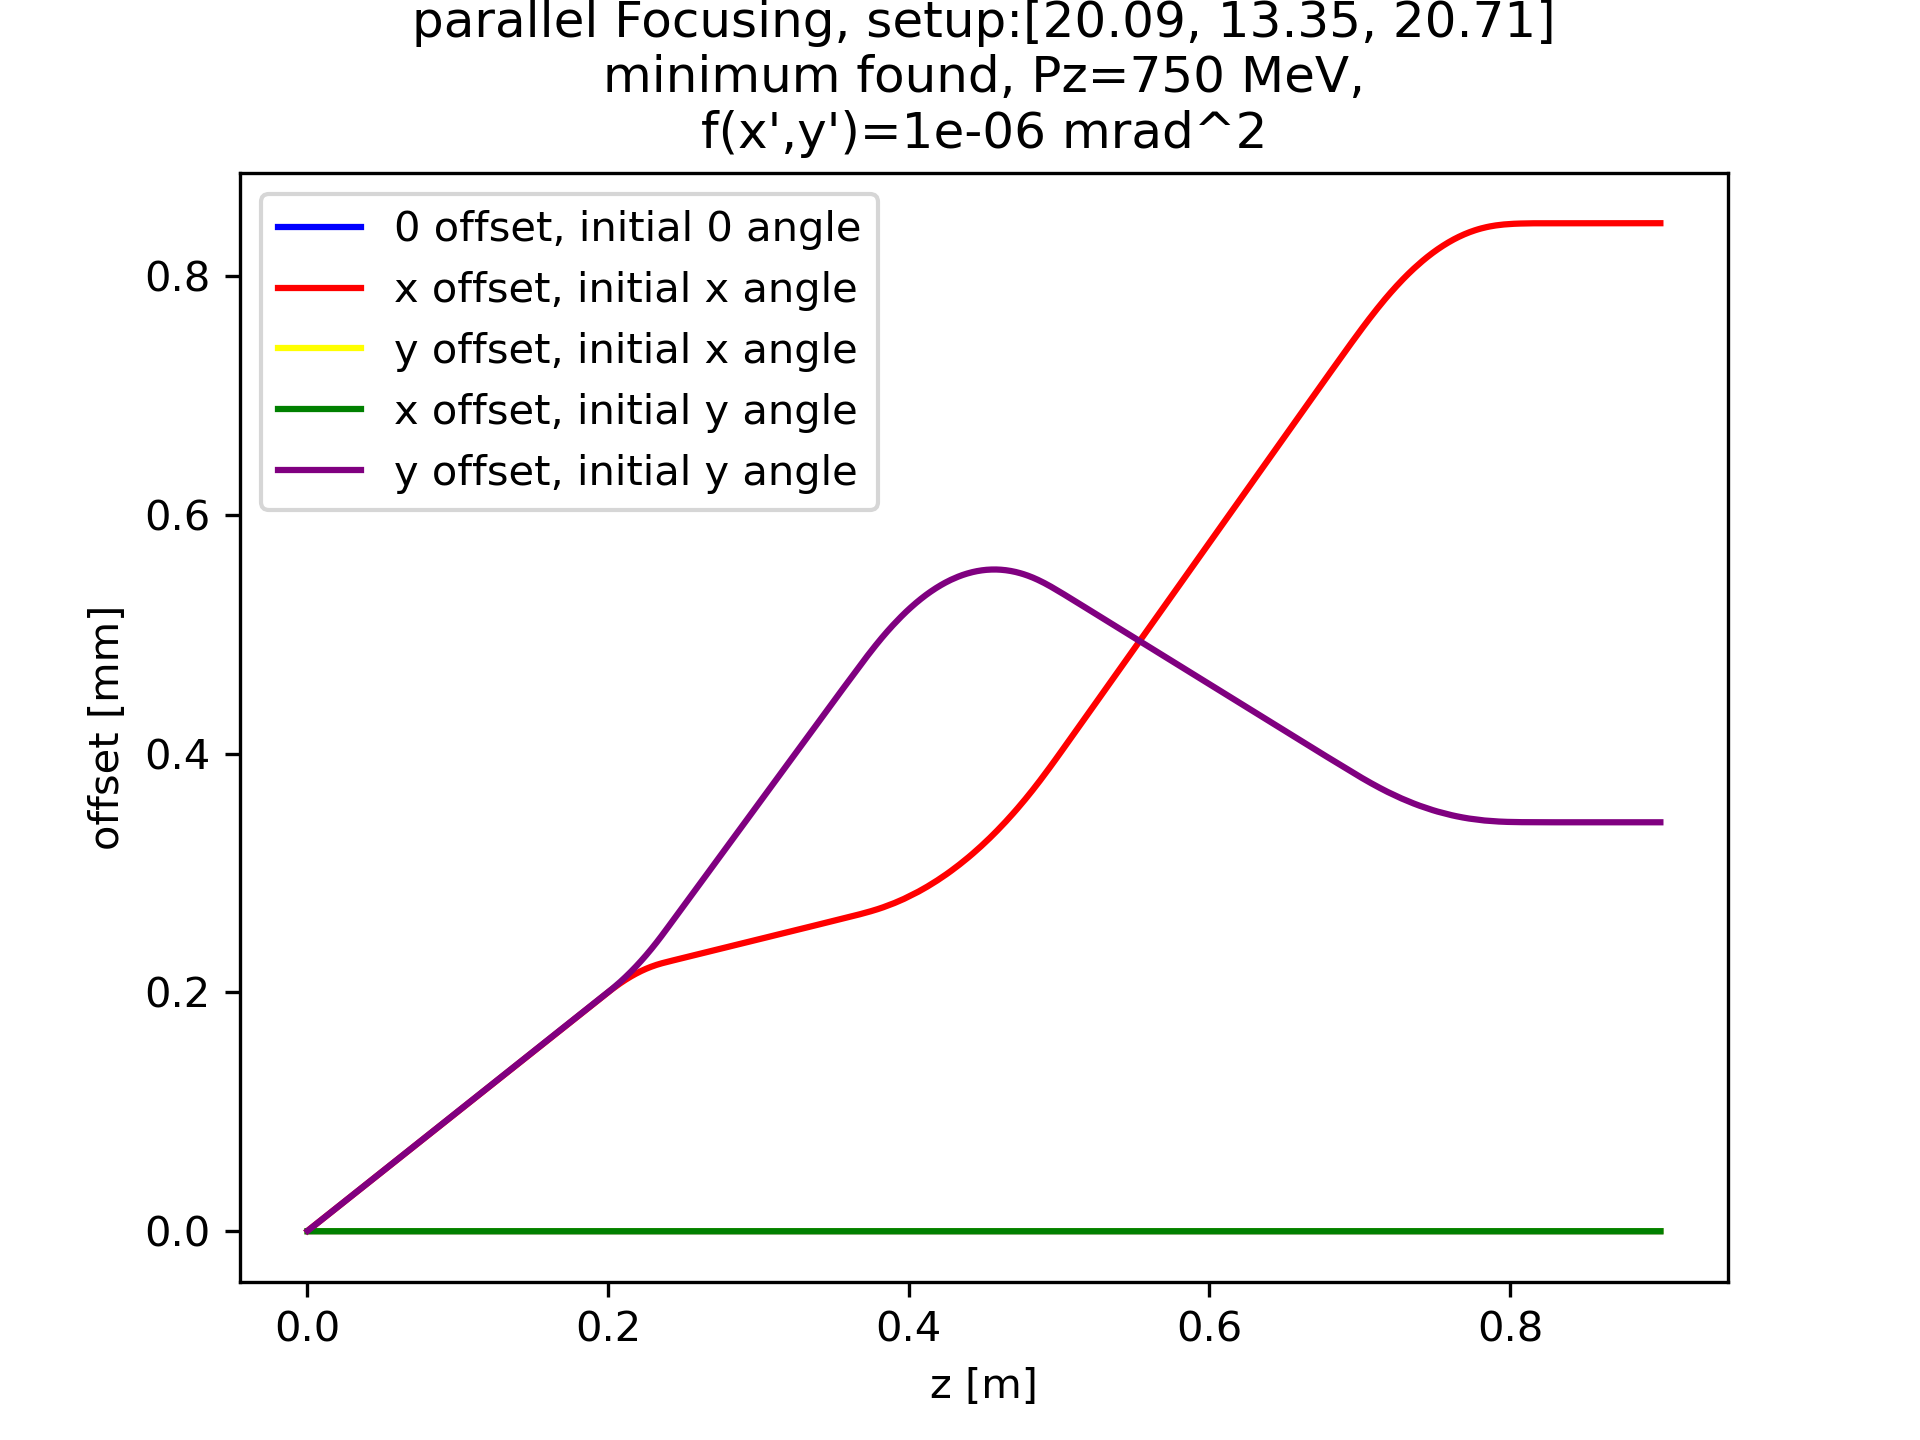 parallel Focusing, setup:[20.09, 13.35, 20.71]
minimum found, Pz=750 MeV,
f(x',y')=1e-06 mrad^2
0 offset, initial 0 angle
x offset, initial x angle
y offset, initial x angle
x offset, initial y angle
y offset, initial y angle
0.8
0.6
0.4
0.2
0.0
offset [mm]
0.0 0.2 0.4 0.6 0.8
z [m]